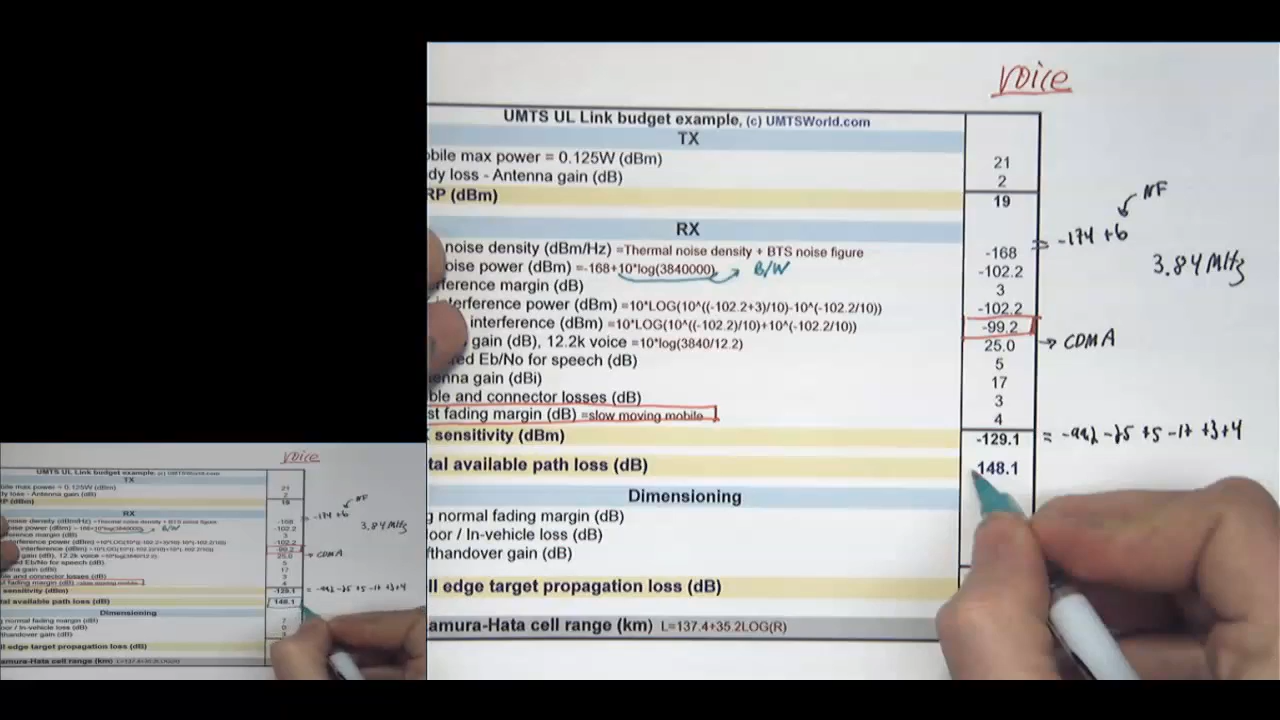 voice
UMTS UL Link budget example, (c) UMTSWorld.com
TX
obile max power = 0.125W (dBm) 21
dy loss - Antenna gain (dB) 2
RP (dBm) 19
NF
RX
noise density (dBm/Hz) =Thermal noise density + BTS noise figure -168 = -174 +6
oise power (dBm) =-168+10*log(3840000) B/W -102.2 3.84 MHz
erference margin (dB) 3
interference power (dBm) =10*LOG(10^((-102.2+3)/10)-10^(-102.2/10)) -102.2
interference (dBm) =10*LOG(10^((-102.2)/10)+10^(-102.2/10)) -99.2
gain (dB), 12.2k voice =10*log(3840/12.2) 25.0 CDMA
ed Eb/No for speech (dB) 5
enna gain (dBi) 17
ble and connector losses (dB) 3
st fading margin (dB) =slow moving mobile 4
sensitivity (dBm) -129.1 = -992 -25 +5 -17 +3+4
tal available path loss (dB) 148.1
Dimensioning
g normal fading margin (dB)
oor / In-vehicle loss (dB)
fthandover gain (dB)
ll edge target propagation loss (dB)
amura-Hata cell range (km) L=137.4+35.2LOG(R)